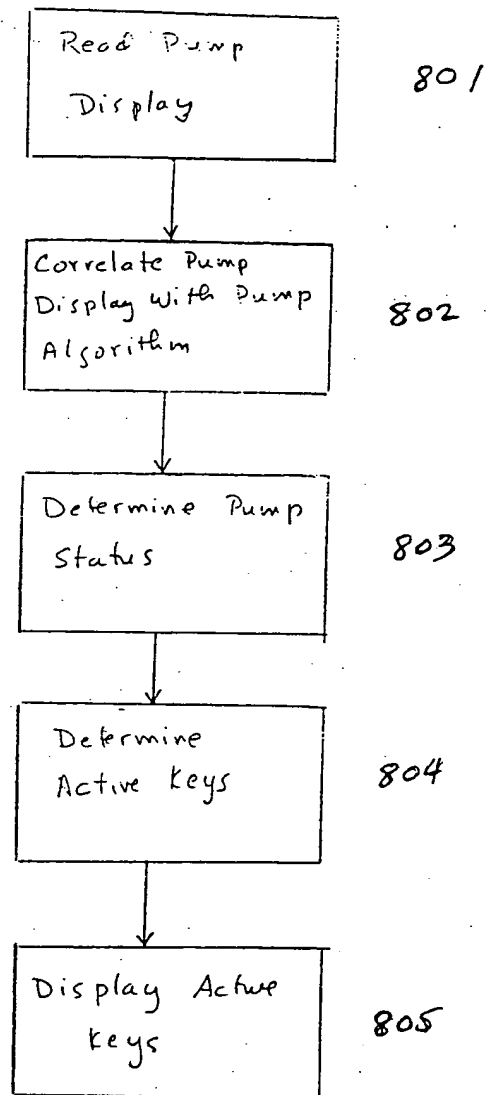 Read Pump
Display
801
Correlate Pump
Display with Pump
Algorithm
802
Determine Pump
Status
803
Determine
Active Keys
804
Display Active
Keys
805